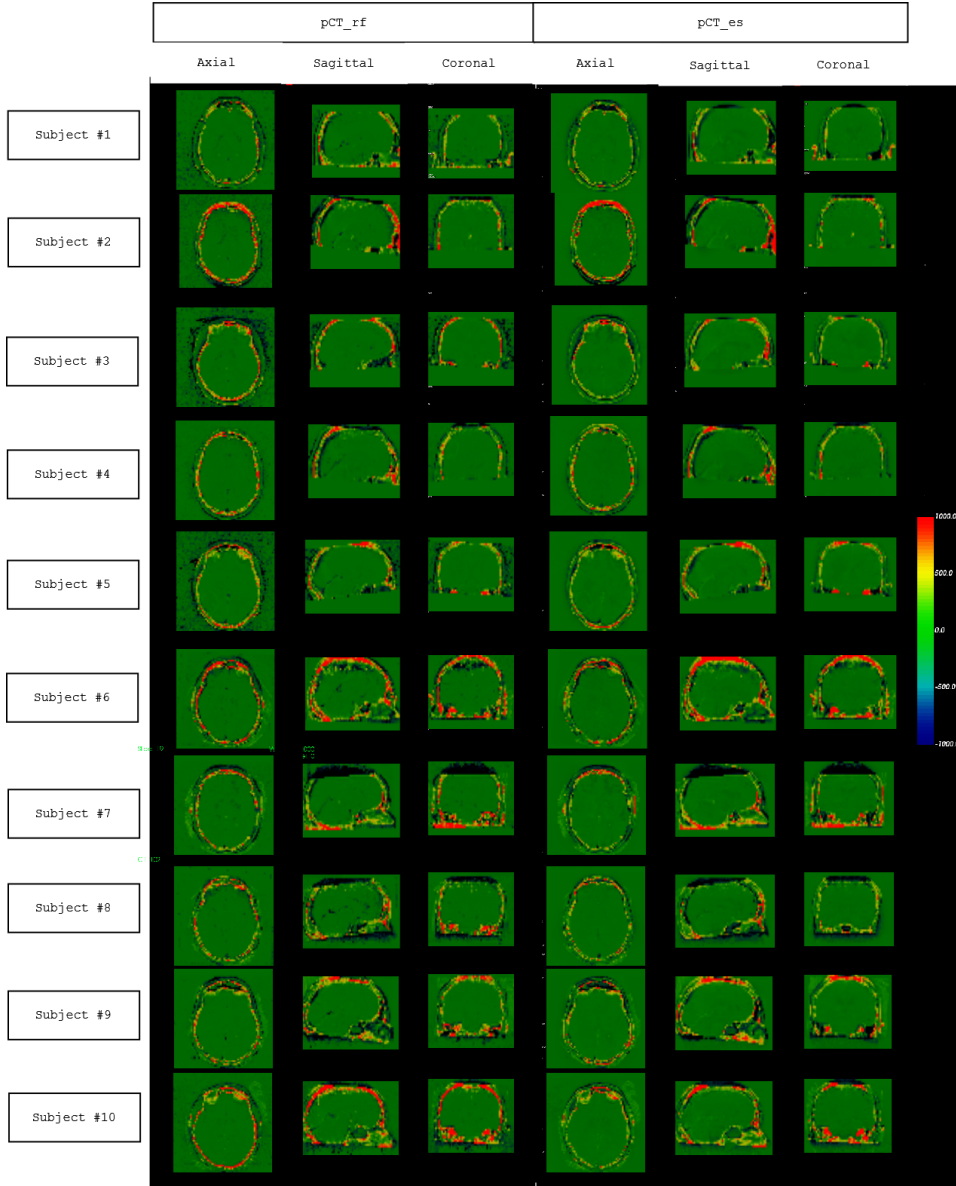 pCT_rf pCT_es
Axial Sagittal Coronal Axial Sagittal Coronal
Subject #1
Subject #2
Subject #3
Subject #4
1000.0
Subject #5
500.0
0.0
Subject #6
-500.0
-1000.0
Subject #7
Subject #8
Subject #9
Subject #10